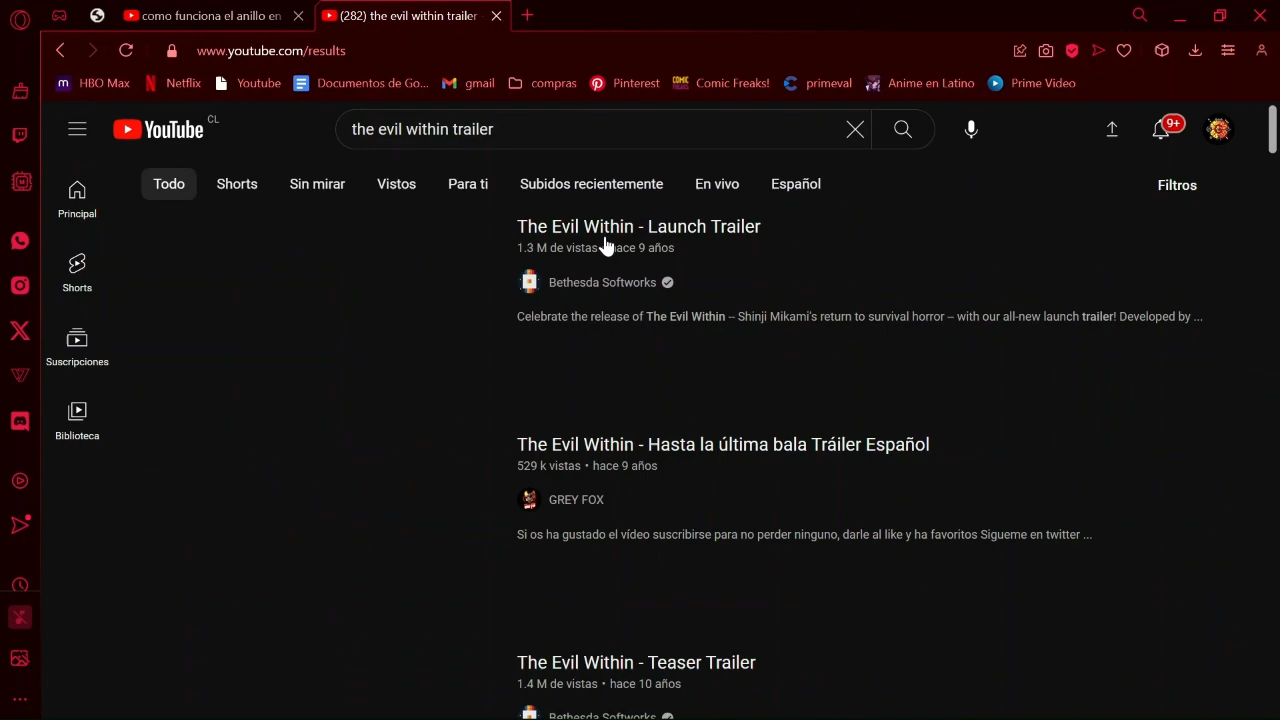 como funciona el anillo en
(282) the evil within trailer
www.youtube.com/results
HBO Max
Netflix
Youtube
Documentos de Go...
gmail
compras
Pinterest
Comic Freaks!
primeval
Anime en Latino
Prime Video
YouTube CL
the evil within trailer
9+
Todo
Shorts
Sin mirar
Vistos
Para ti
Subidos recientemente
En vivo
Español
Filtros
Principal
Shorts
Suscripciones
Biblioteca
The Evil Within - Launch Trailer
1.3 M de vistas hace 9 años
Bethesda Softworks
Celebrate the release of The Evil Within – Shinji Mikami's return to survival horror – with our all-new launch trailer! Developed by ...
The Evil Within - Hasta la última bala Tráiler Español
529 k vistas • hace 9 años
GREY FOX
Si os ha gustado el vídeo suscribirse para no perder ninguno, darle al like y ha favoritos Sigueme en twitter ...
The Evil Within - Teaser Trailer
1.4 M de vistas • hace 10 años
Bethesda Softworks